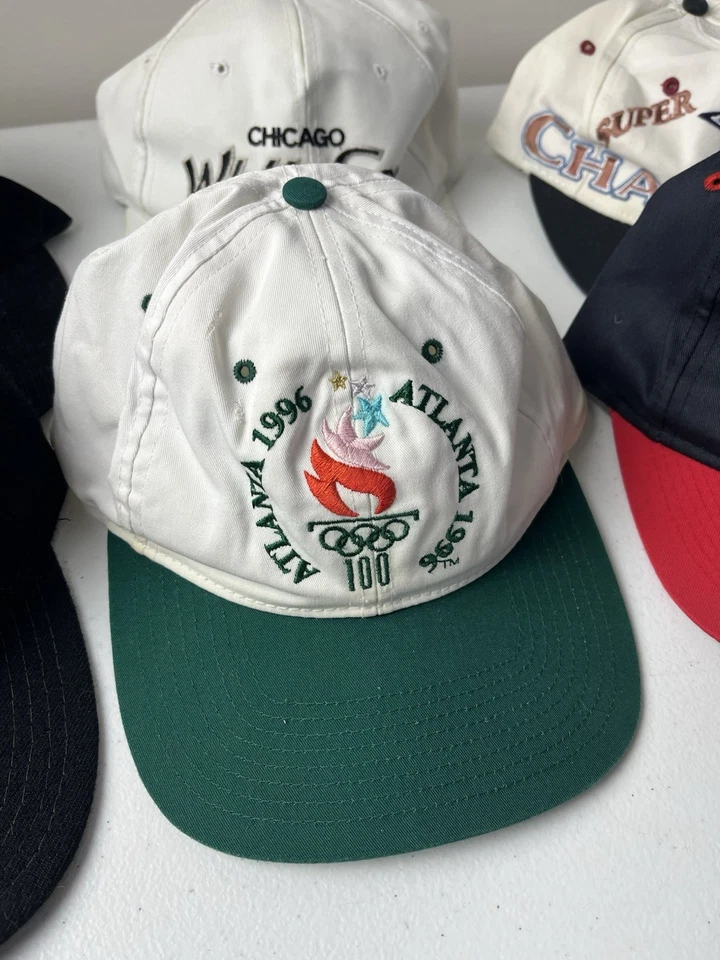 CHICAGO
SUPER
CHA
ATLANTA 1996
ATLANTA 1996
100
TM